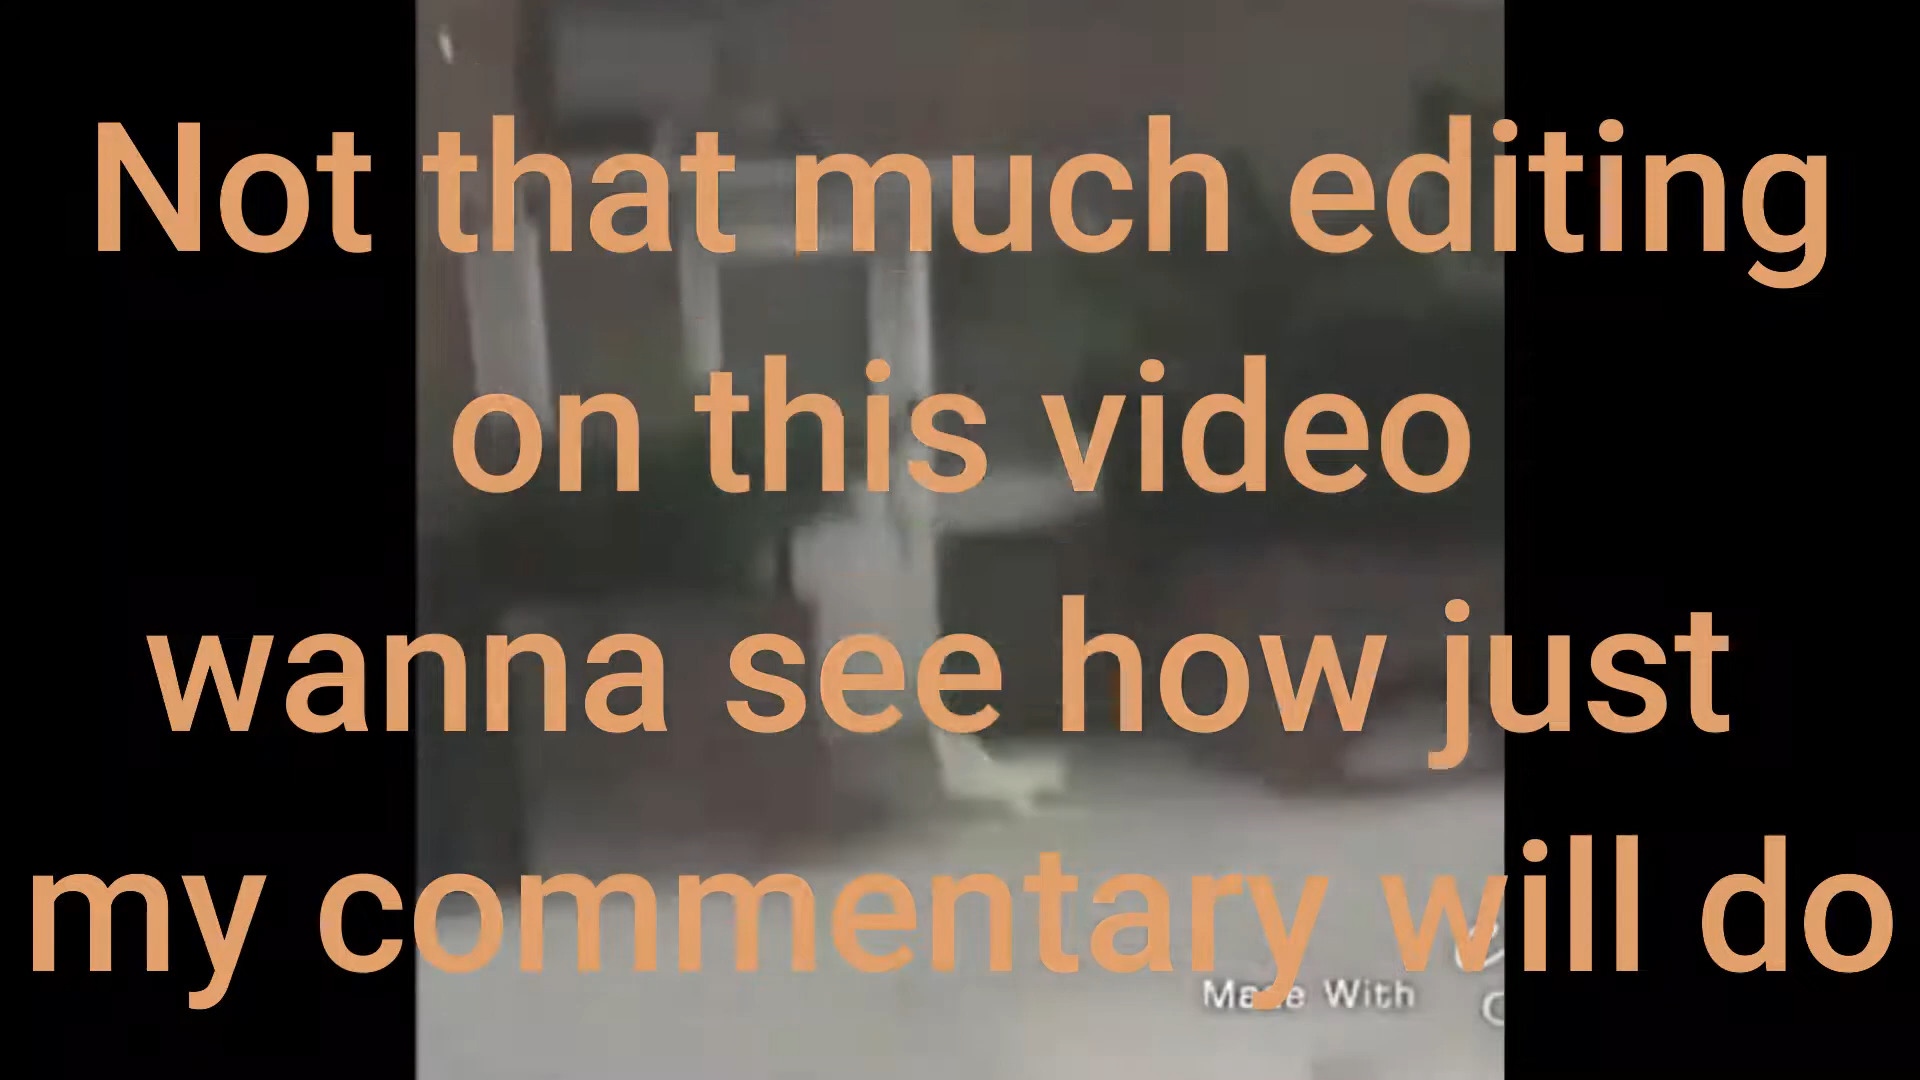 Not that much editing
on this video
wanna see how just
my commentary will do
Made With